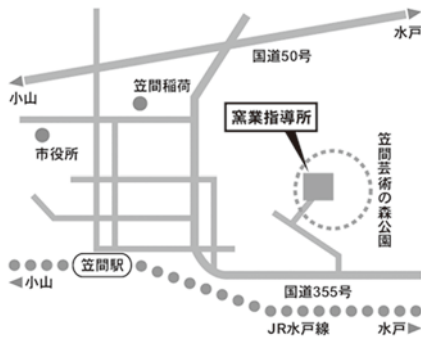 水戸
国道50号
小山
笠間稲荷
窯業指導所
市役所
笠間芸術の森公園
笠間駅
小山
国道355号
JR水戸線
水戸